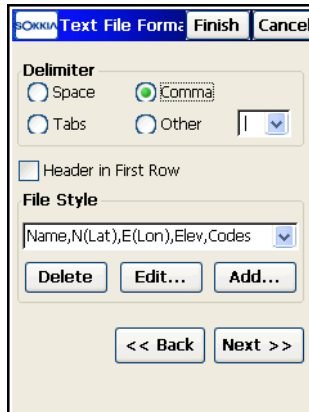 SOKKIA Text File Forma Finish Cancel
Delimiter
Space Comma
Tabs Other |
Header in First Row
File Style
Name,N(Lat),E(Lon),Elev,Codes
Delete Edit... Add...
<< Back Next >>